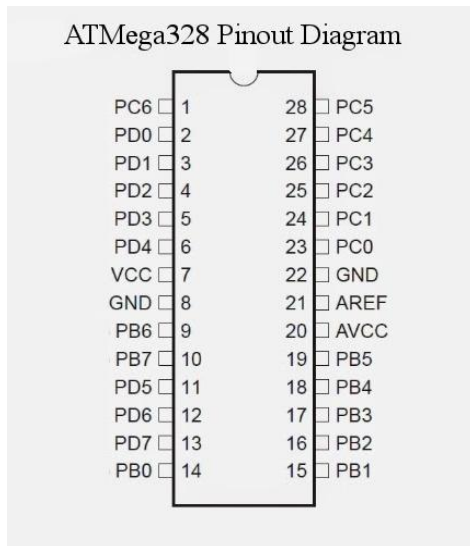 ATMega328 Pinout Diagram
PC6 1 28 PC5
PD0 2 27 PC4
PD1 3 26 PC3
PD2 4 25 PC2
PD3 5 24 PC1
PD4 6 23 PC0
VCC 7 22 GND
GND 8 21 AREF
PB6 9 20 AVCC
PB7 10 19 PB5
PD5 11 18 PB4
PD6 12 17 PB3
PD7 13 16 PB2
PB0 14 15 PB1